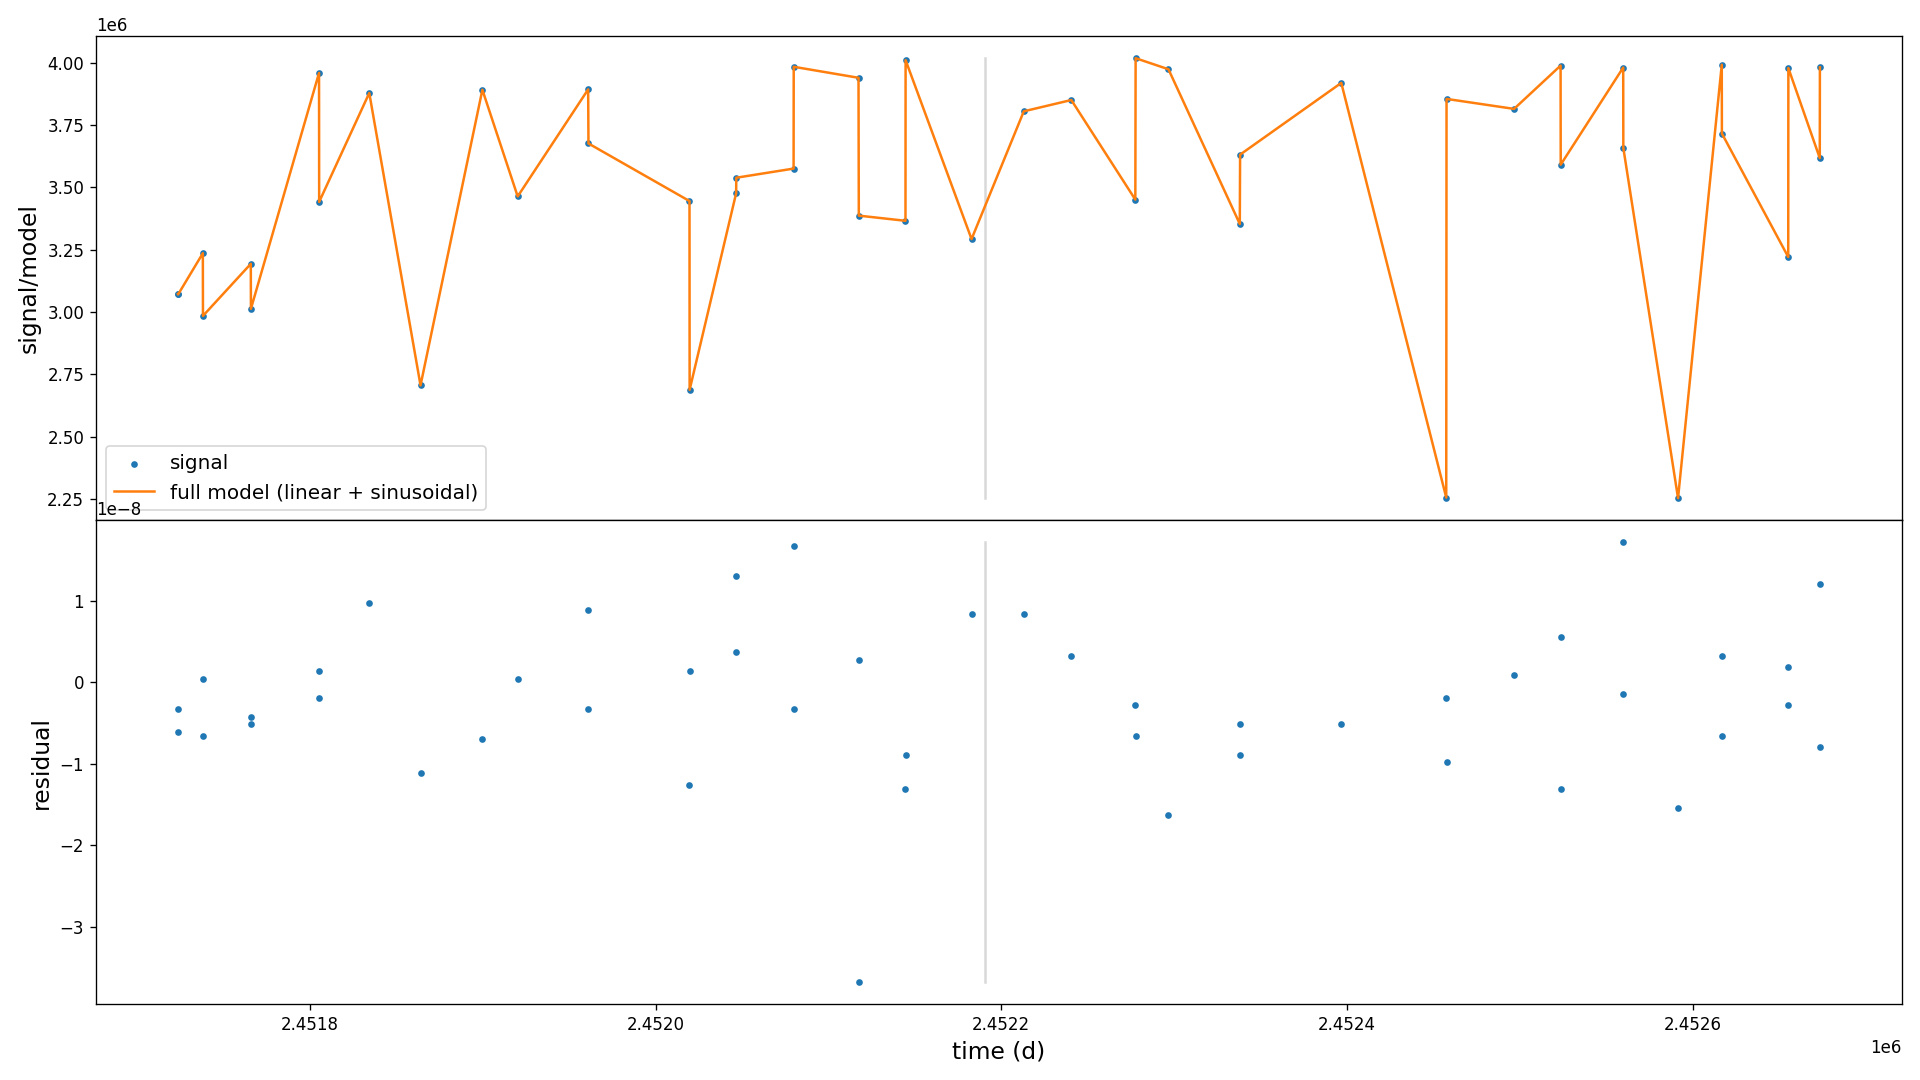 1e6
4.00
3.75
3.50
3.25
3.00
2.75
2.50
2.25
signal/model
signal
full model (linear + sinusoidal)
1e−8
1
0
−1
−2
−3
residual
2.4518
2.4520
2.4522
2.4524
2.4526
time (d)
1e6